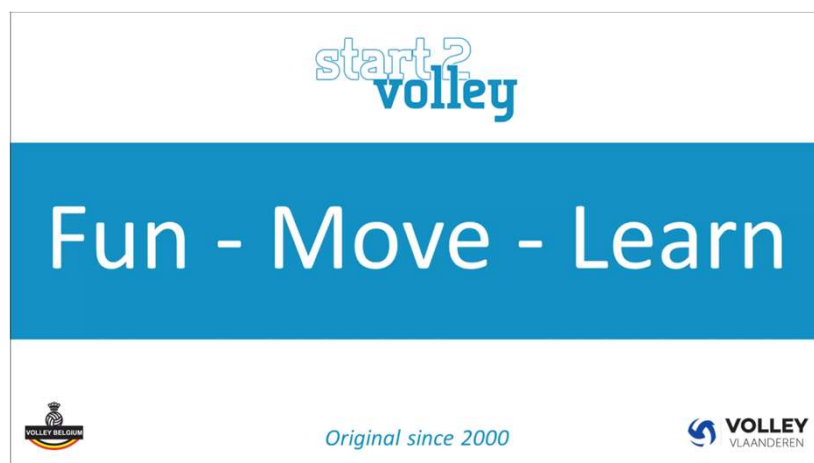 start 2
volley
Fun - Move - Learn
VOLLEY BELGIUM
Original since 2000
VOLLEY
VLAANDEREN